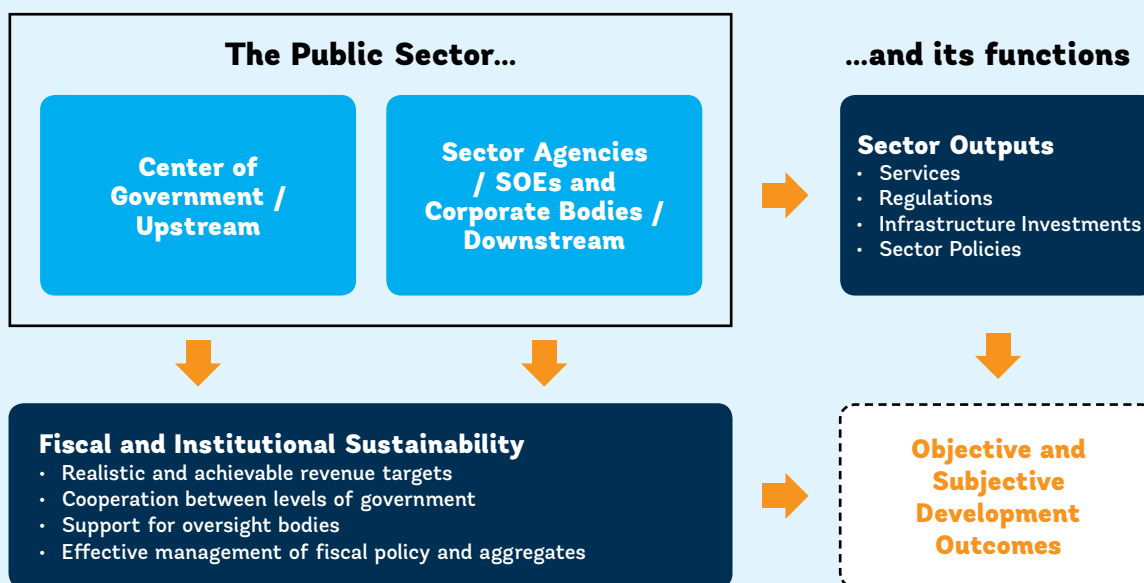 The Public Sector...
...and its functions
Center of
Government /
Upstream
Sector Agencies
/ SOEs and
Corporate Bodies /
Downstream
Sector Outputs
• Services
• Regulations
• Infrastructure Investments
• Sector Policies
Fiscal and Institutional Sustainability
• Realistic and achievable revenue targets
• Cooperation between levels of government
• Support for oversight bodies
• Effective management of fiscal policy and aggregates
Objective and
Subjective
Development
Outcomes